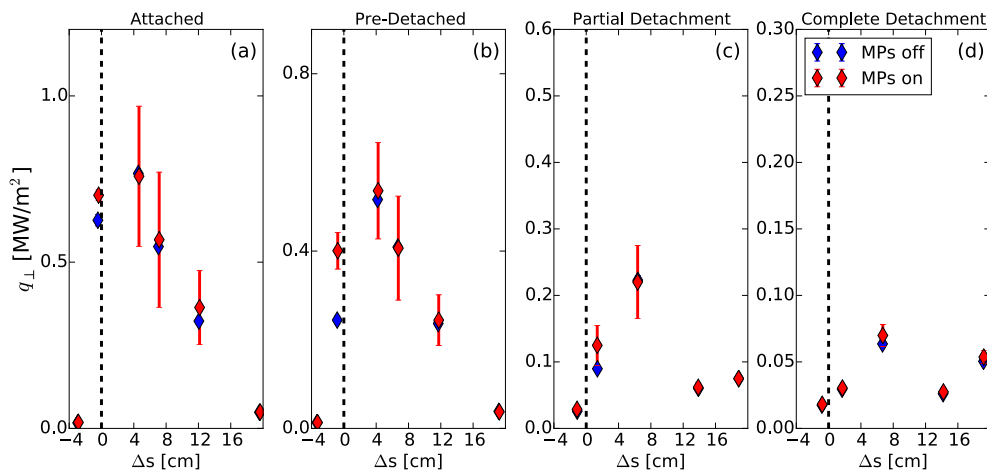 Attached
Pre-Detached
Partial Detachment
Complete Detachment
(a)
(b)
(c)
(d)
MPs off
MPs on
q⊥ [MW/m²]
1.0
0.5
0.0
0.8
0.4
0.0
0.6
0.5
0.4
0.3
0.2
0.1
0.0
0.30
0.25
0.20
0.15
0.10
0.05
0.00
−4 0 4 8 12 16 20
−4 0 4 8 12 16 20
−4 0 4 8 12 16 20
−4 0 4 8 12 16 20
Δs [cm]
Δs [cm]
Δs [cm]
Δs [cm]